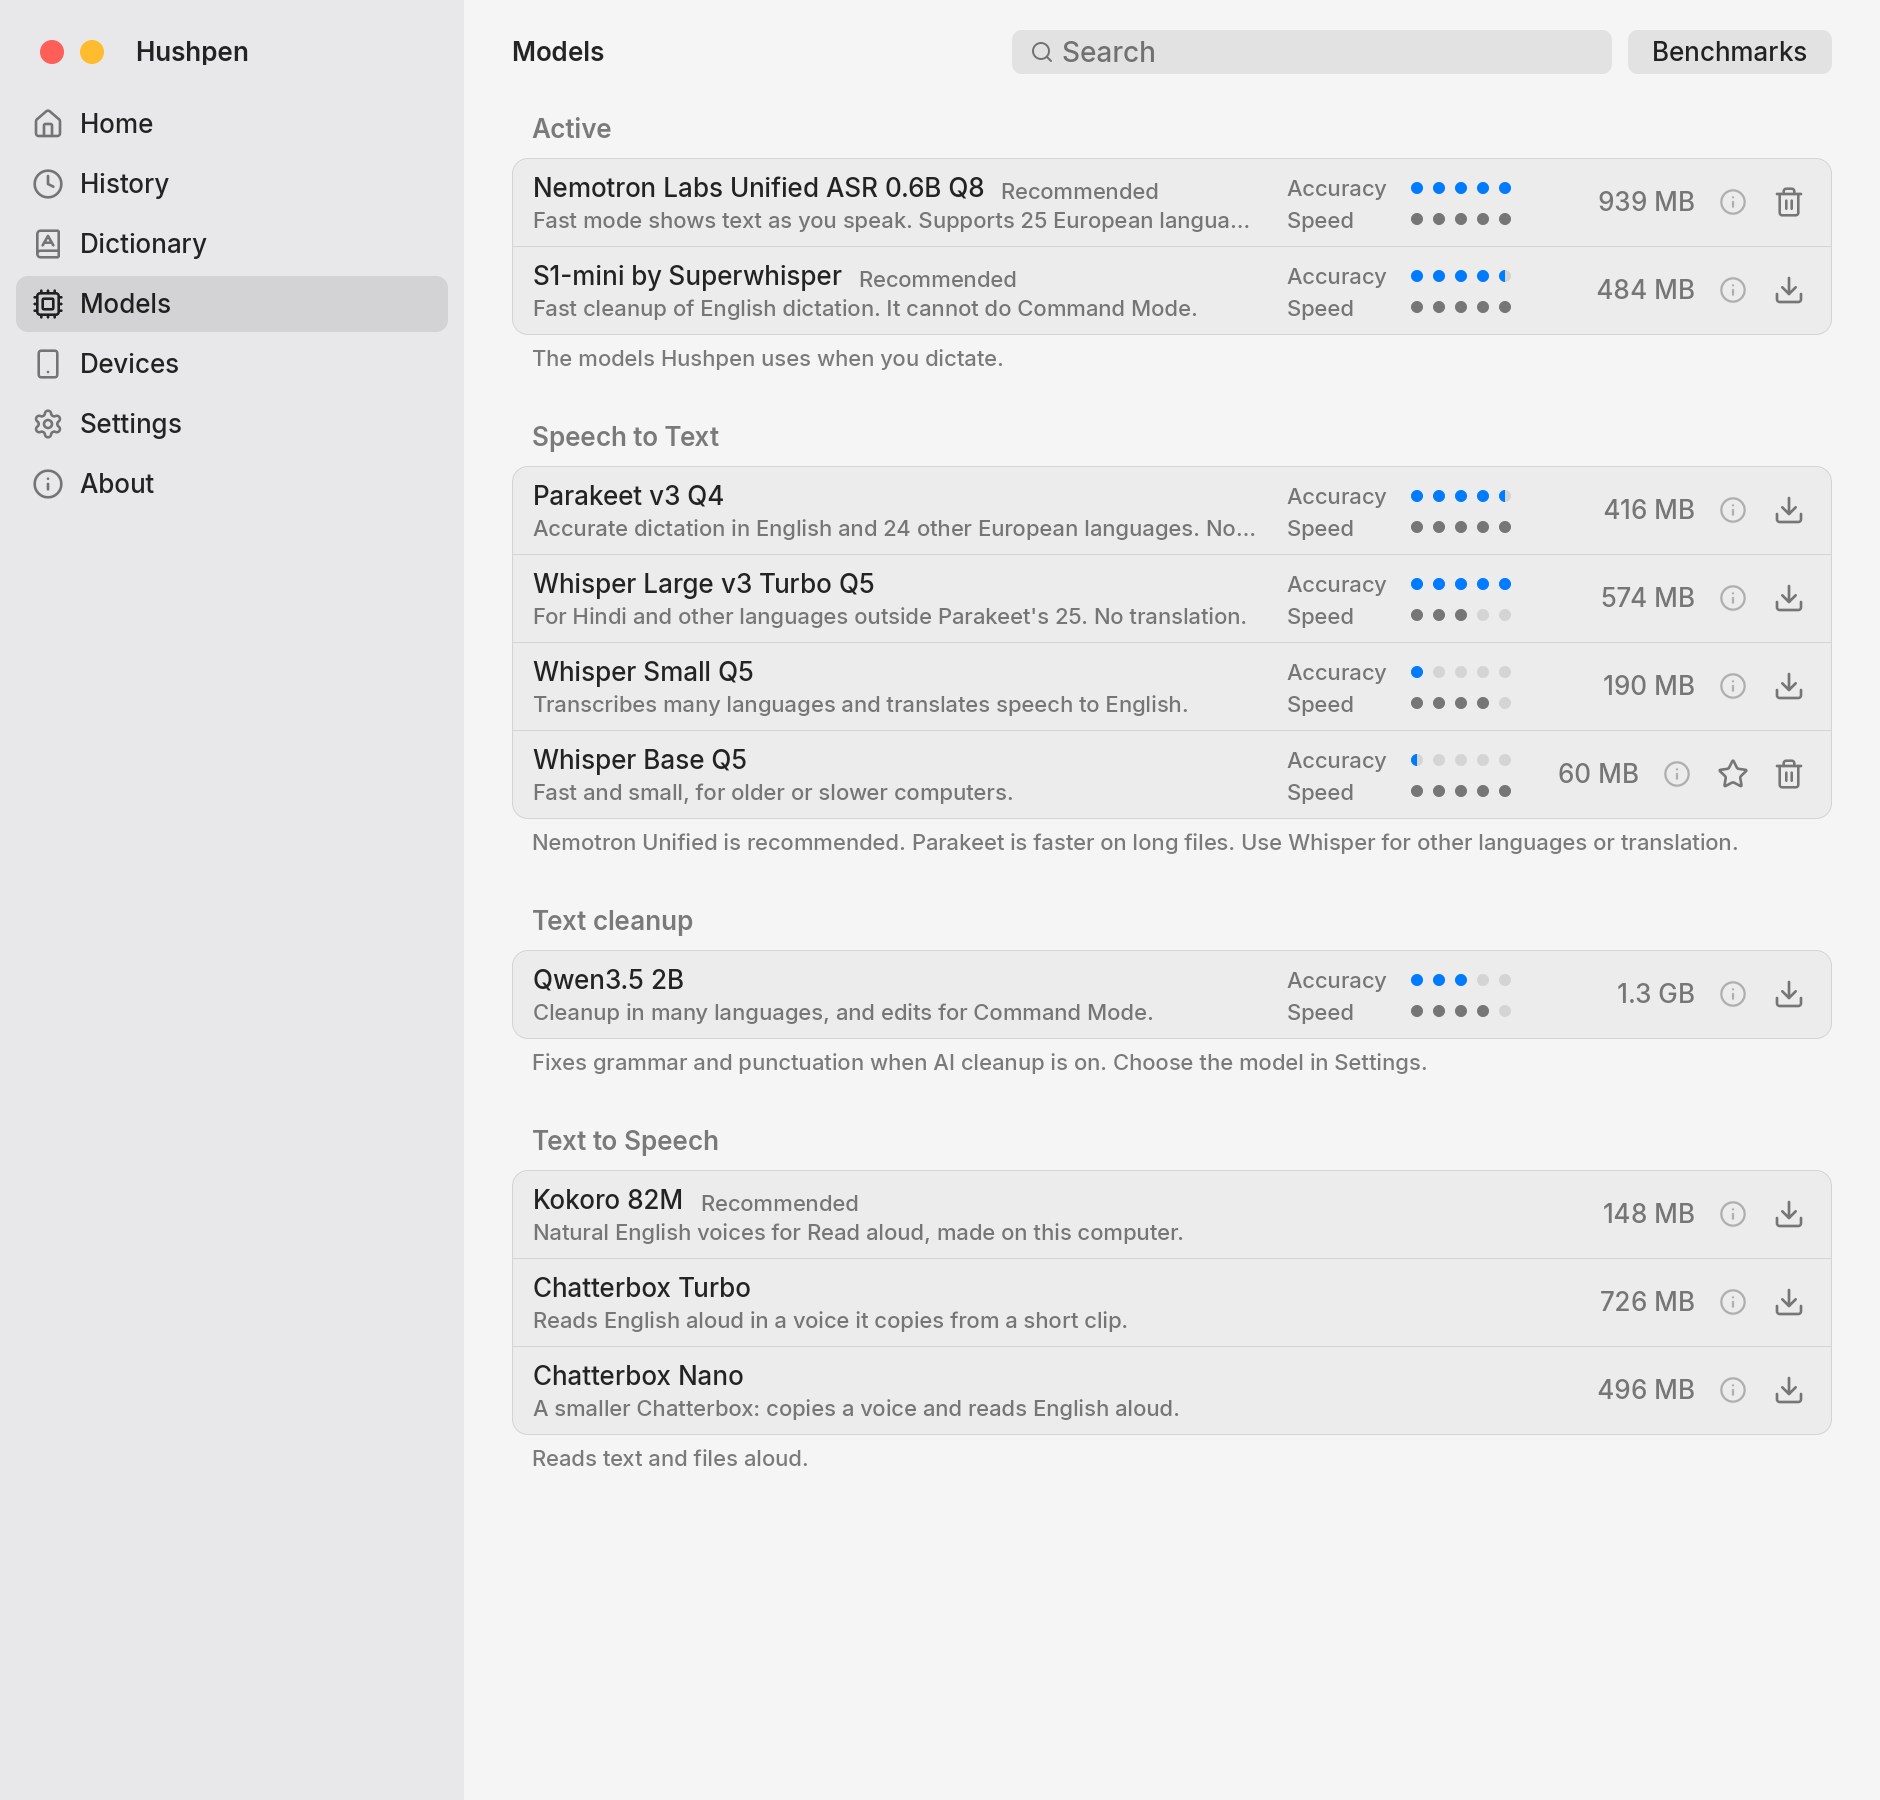 Hushpen
Home
History
Dictionary
Models
Devices
Settings
About
Models
Search
Benchmarks
Active
Nemotron Labs Unified ASR 0.6B Q8 Recommended
Fast mode shows text as you speak. Supports 25 European langua...
Accuracy
Speed
939 MB
S1-mini by Superwhisper Recommended
Fast cleanup of English dictation. It cannot do Command Mode.
Accuracy
Speed
484 MB
The models Hushpen uses when you dictate.
Speech to Text
Parakeet v3 Q4
Accurate dictation in English and 24 other European languages. No...
Accuracy
Speed
416 MB
Whisper Large v3 Turbo Q5
For Hindi and other languages outside Parakeet's 25. No translation.
Accuracy
Speed
574 MB
Whisper Small Q5
Transcribes many languages and translates speech to English.
Accuracy
Speed
190 MB
Whisper Base Q5
Fast and small, for older or slower computers.
Accuracy
Speed
60 MB
Nemotron Unified is recommended. Parakeet is faster on long files. Use Whisper for other languages or translation.
Text cleanup
Qwen3.5 2B
Cleanup in many languages, and edits for Command Mode.
Accuracy
Speed
1.3 GB
Fixes grammar and punctuation when AI cleanup is on. Choose the model in Settings.
Text to Speech
Kokoro 82M Recommended
Natural English voices for Read aloud, made on this computer.
148 MB
Chatterbox Turbo
Reads English aloud in a voice it copies from a short clip.
726 MB
Chatterbox Nano
A smaller Chatterbox: copies a voice and reads English aloud.
496 MB
Reads text and files aloud.